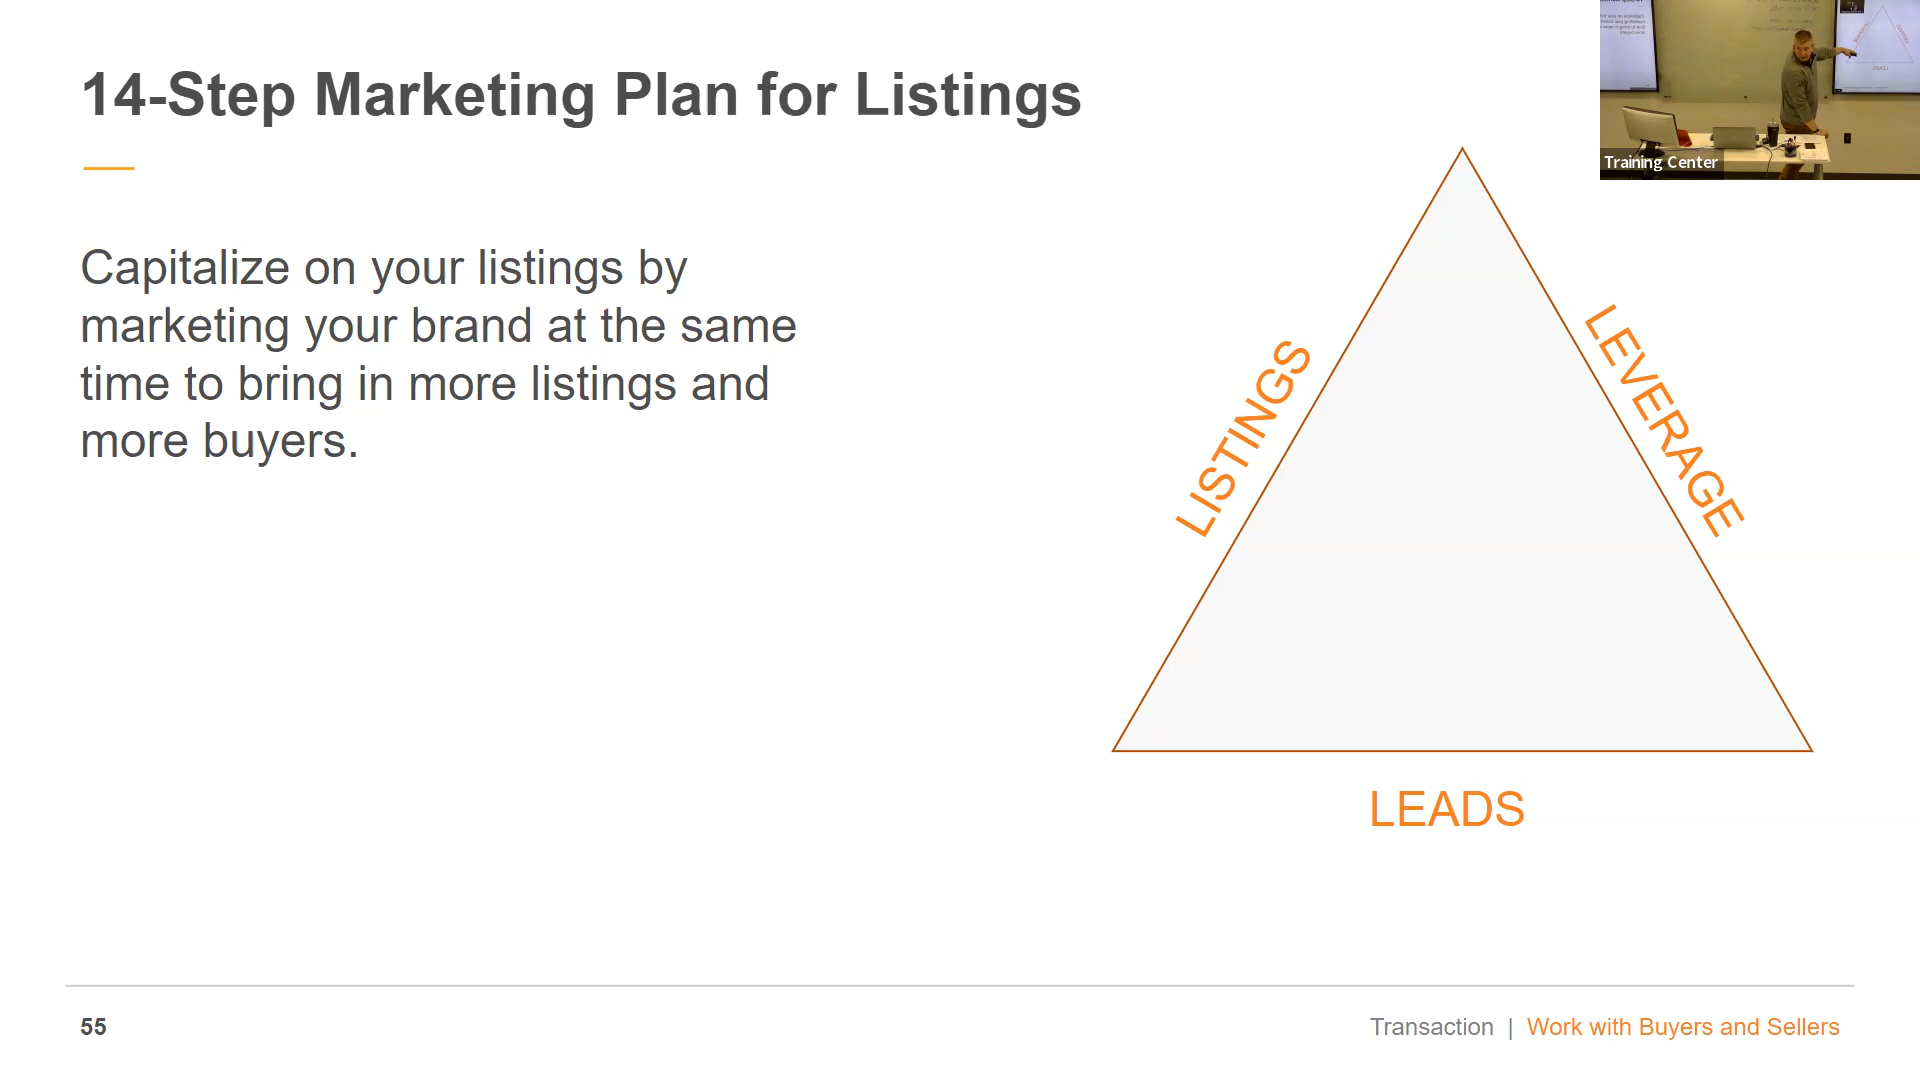 14-Step Marketing Plan for Listings
Capitalize on your listings by
marketing your brand at the same
time to bring in more listings and
more buyers.
LISTINGS
LEVERAGE
LEADS
Training Center
55
Transaction | Work with Buyers and Sellers